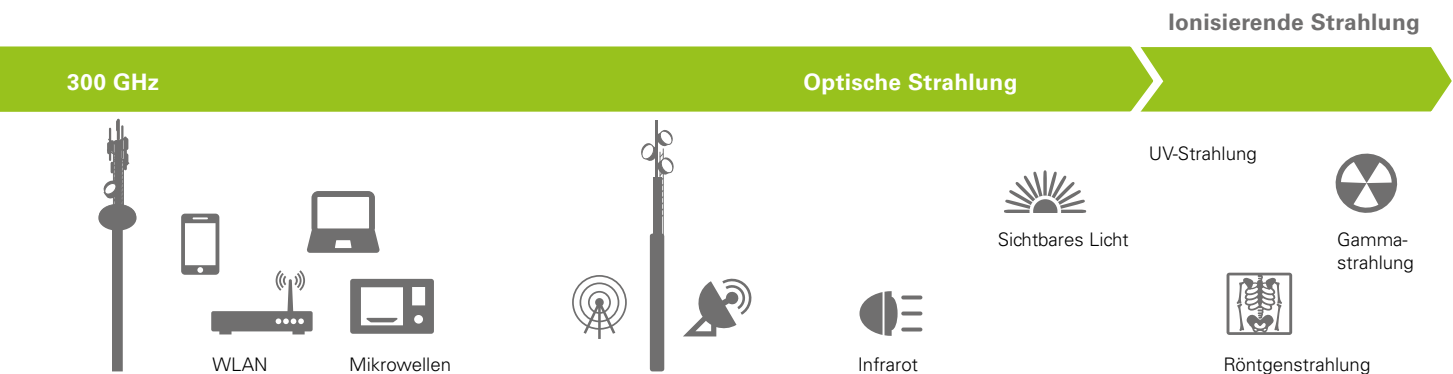 Ionisierende Strahlung
300 GHz
Optische Strahlung
UV-Strahlung
Sichtbares Licht
Gamma-
strahlung
WLAN
Mikrowellen
Infrarot
Röntgenstrahlung